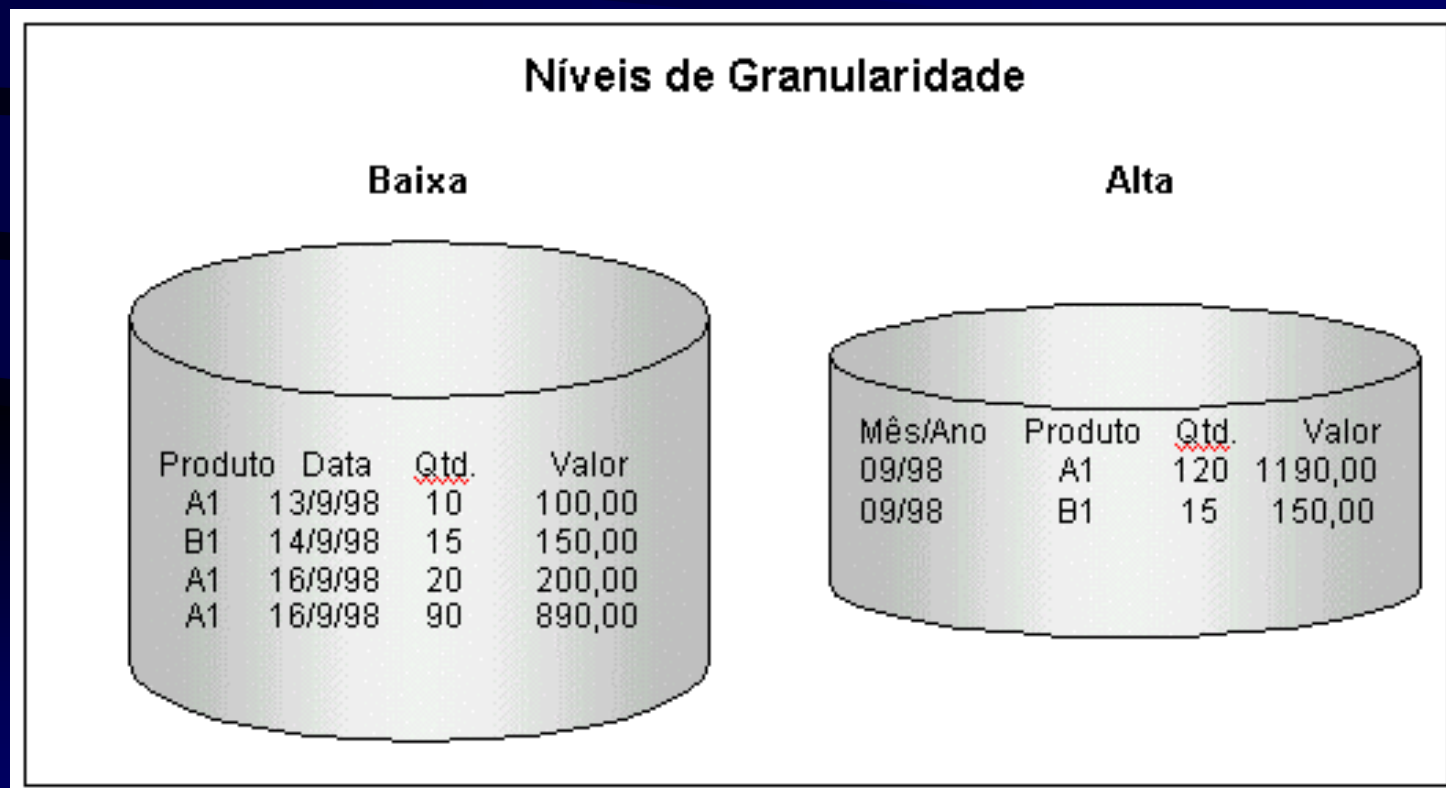 Níveis de Granularidade
Baixa
Produto Data Qtd. Valor
A1 13/9/98 10 100,00
B1 14/9/98 15 150,00
A1 16/9/98 20 200,00
A1 16/9/98 90 890,00
Alta
Mês/Ano Produto Qtd. Valor
09/98 A1 120 1190,00
09/98 B1 15 150,00